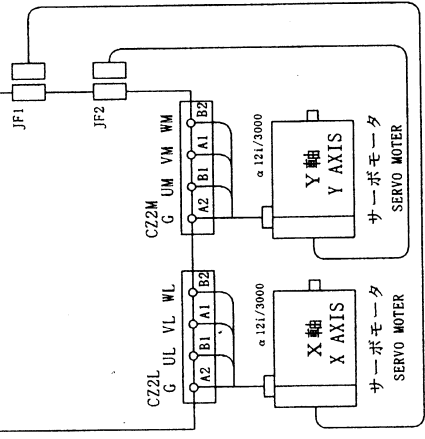 JF1
JF2
CZ2M
G UM VM WM
A2 B1 A1 B2
α12i/3000
Y軸
Y AXIS
サーボモータ
SERVO MOTER
CZ2L
G UL VL WL
A2 B1 A1 B2
α12i/3000
X軸
X AXIS
サーボモータ
SERVO MOTER